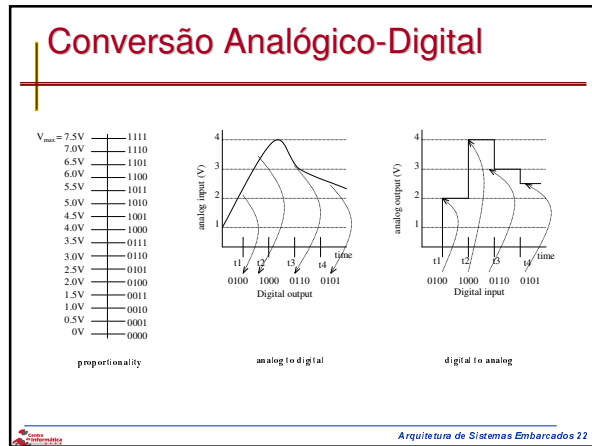 Conversão Analógico-Digital
Vmax = 7.5V 1111
7.0V 1110
6.5V 1101
6.0V 1100
5.5V 1011
5.0V 1010
4.5V 1001
4.0V 1000
3.5V 0111
3.0V 0110
2.5V 0101
2.0V 0100
1.5V 0011
1.0V 0010
0.5V 0001
0V 0000
proportionality
analog input (V)
4
3
2
1
t1 t2 t3 t4 time
0100 1000 0110 0101
Digital output
analog to digital
analog output (V)
4
3
2
1
t1 t2 t3 t4 time
0100 1000 0110 0101
Digital input
digital to analog
Centro de Informática
Arquitetura de Sistemas Embarcados 22